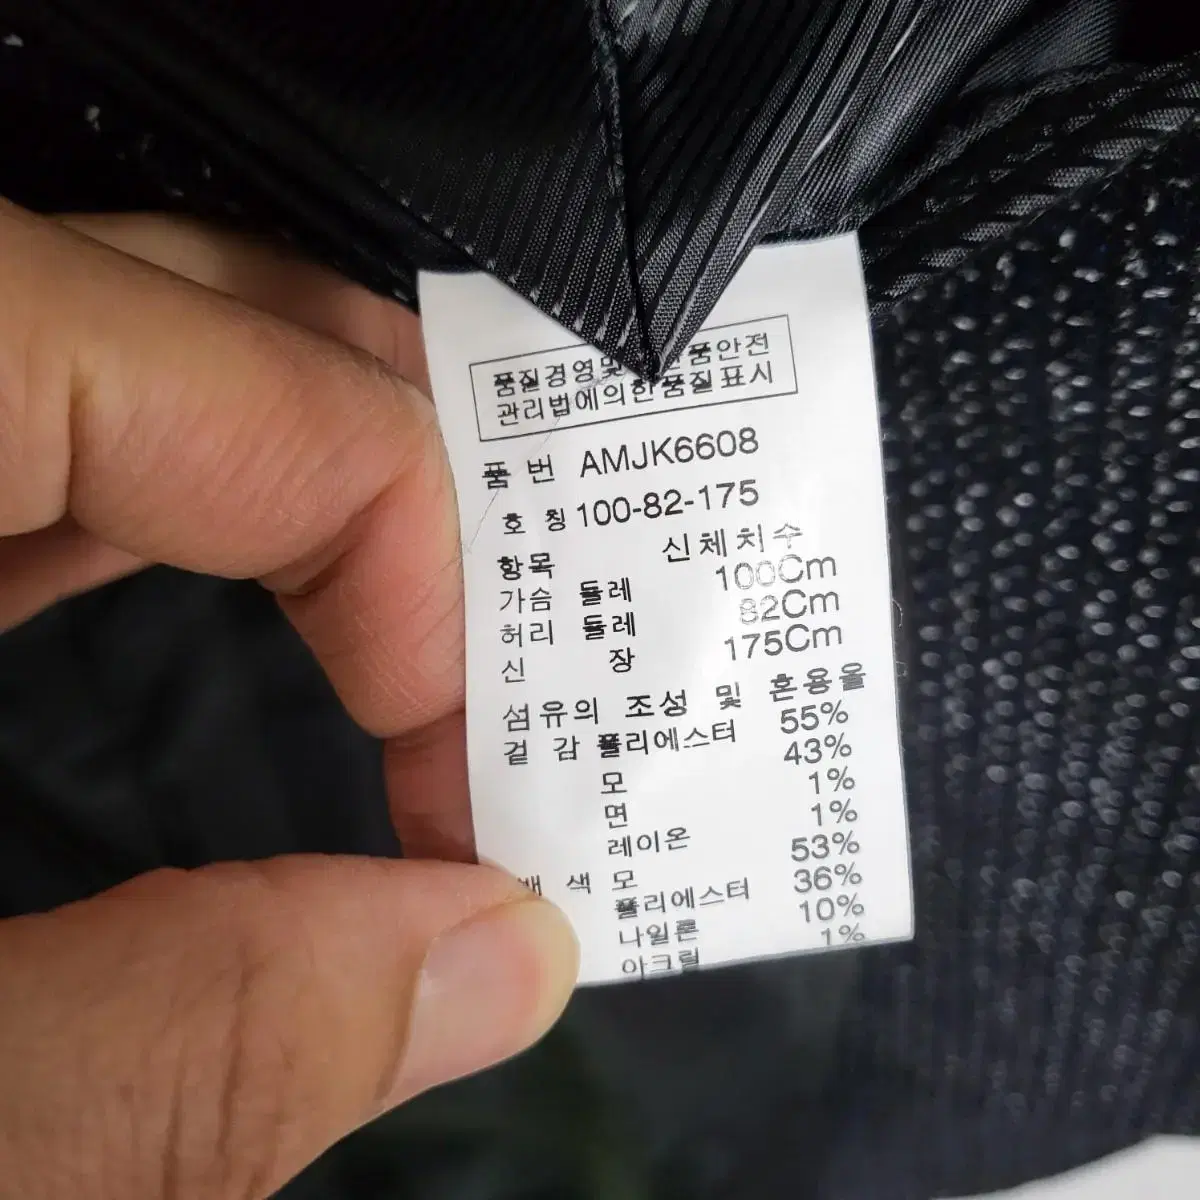 품질경영및 품안전
관리법에의한품질표시
품 번 AMJK6608
호 칭 100-82-175
항목 신체치수
가슴 둘레 100Cm
허리 둘레 82Cm
신 장 175Cm
섬유의 조성 및 혼용율
겉 감 폴리에스터 55%
모 43%
면 1%
레이온 1%
색 모 53%
폴리에스터 36%
나일론 10%
아크릴 1%